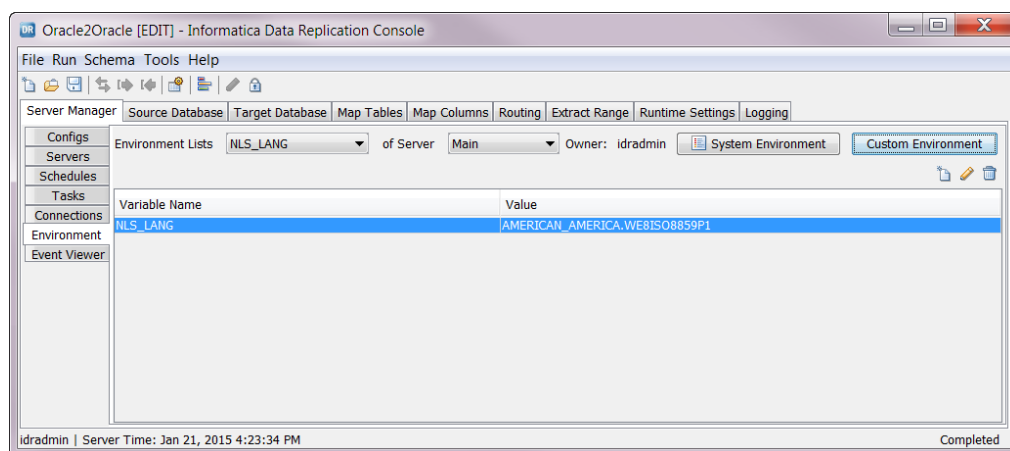 DR Oracle2Oracle [EDIT] - Informatica Data Replication Console
File Run Schema Tools Help
Server Manager Source Database Target Database Map Tables Map Columns Routing Extract Range Runtime Settings Logging
Configs
Servers
Schedules
Tasks
Connections
Environment
Event Viewer
Environment Lists NLS_LANG of Server Main Owner: idradmin System Environment Custom Environment
Variable Name Value
NLS_LANG AMERICAN_AMERICA.WE8ISO8859P1
idradmin | Server Time: Jan 21, 2015 4:23:34 PM Completed